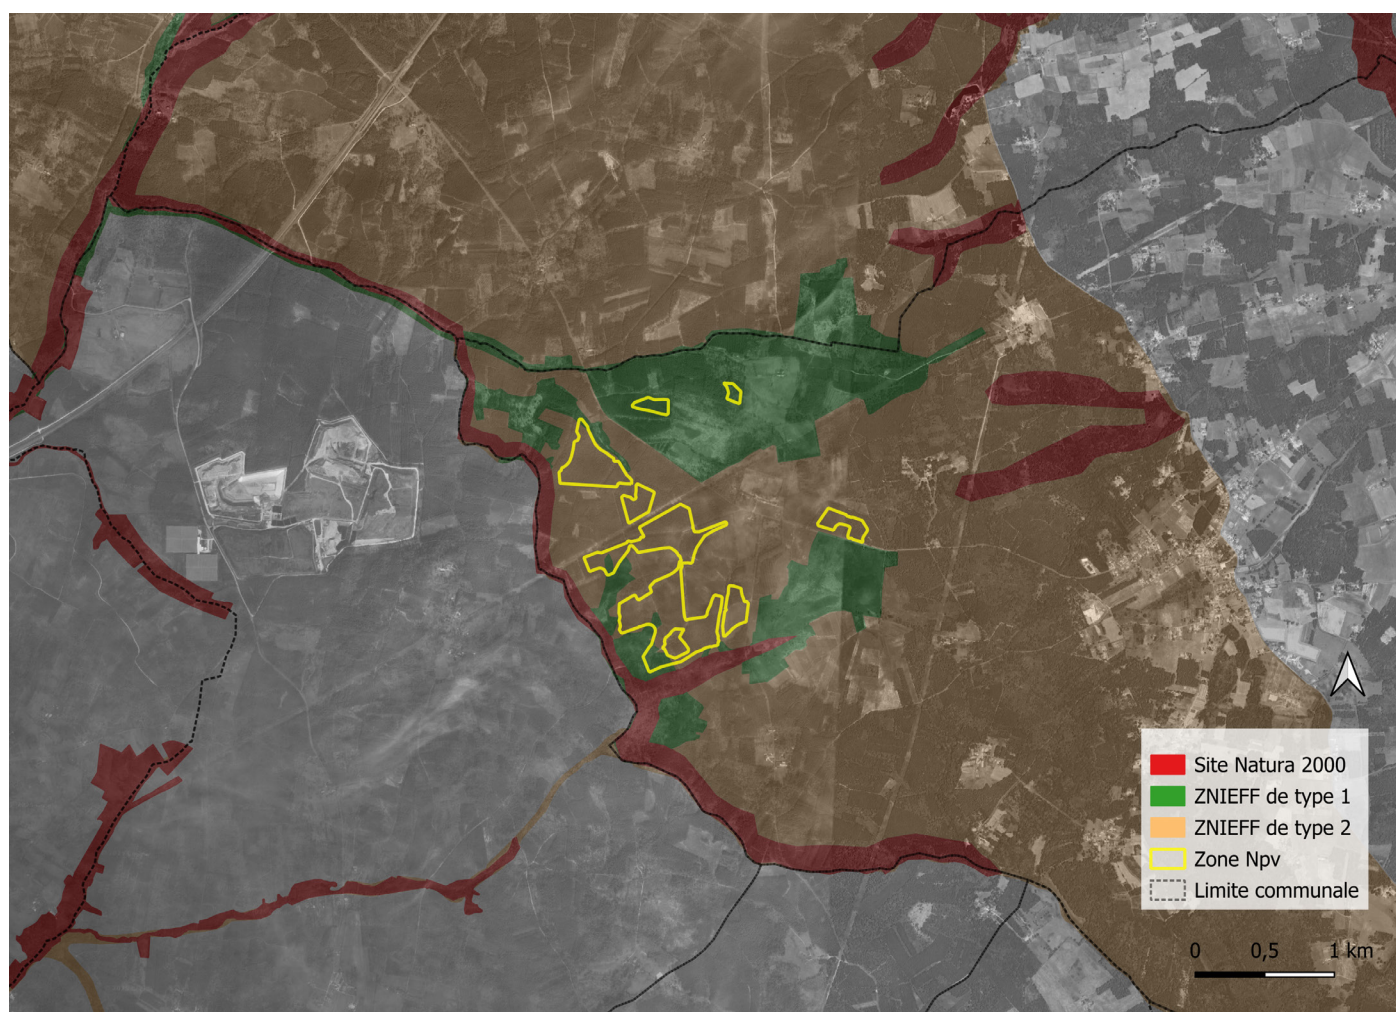 Site Natura 2000
ZNIEFF de type 1
ZNIEFF de type 2
Zone Npv
Limite communale
0 0,5 1 km